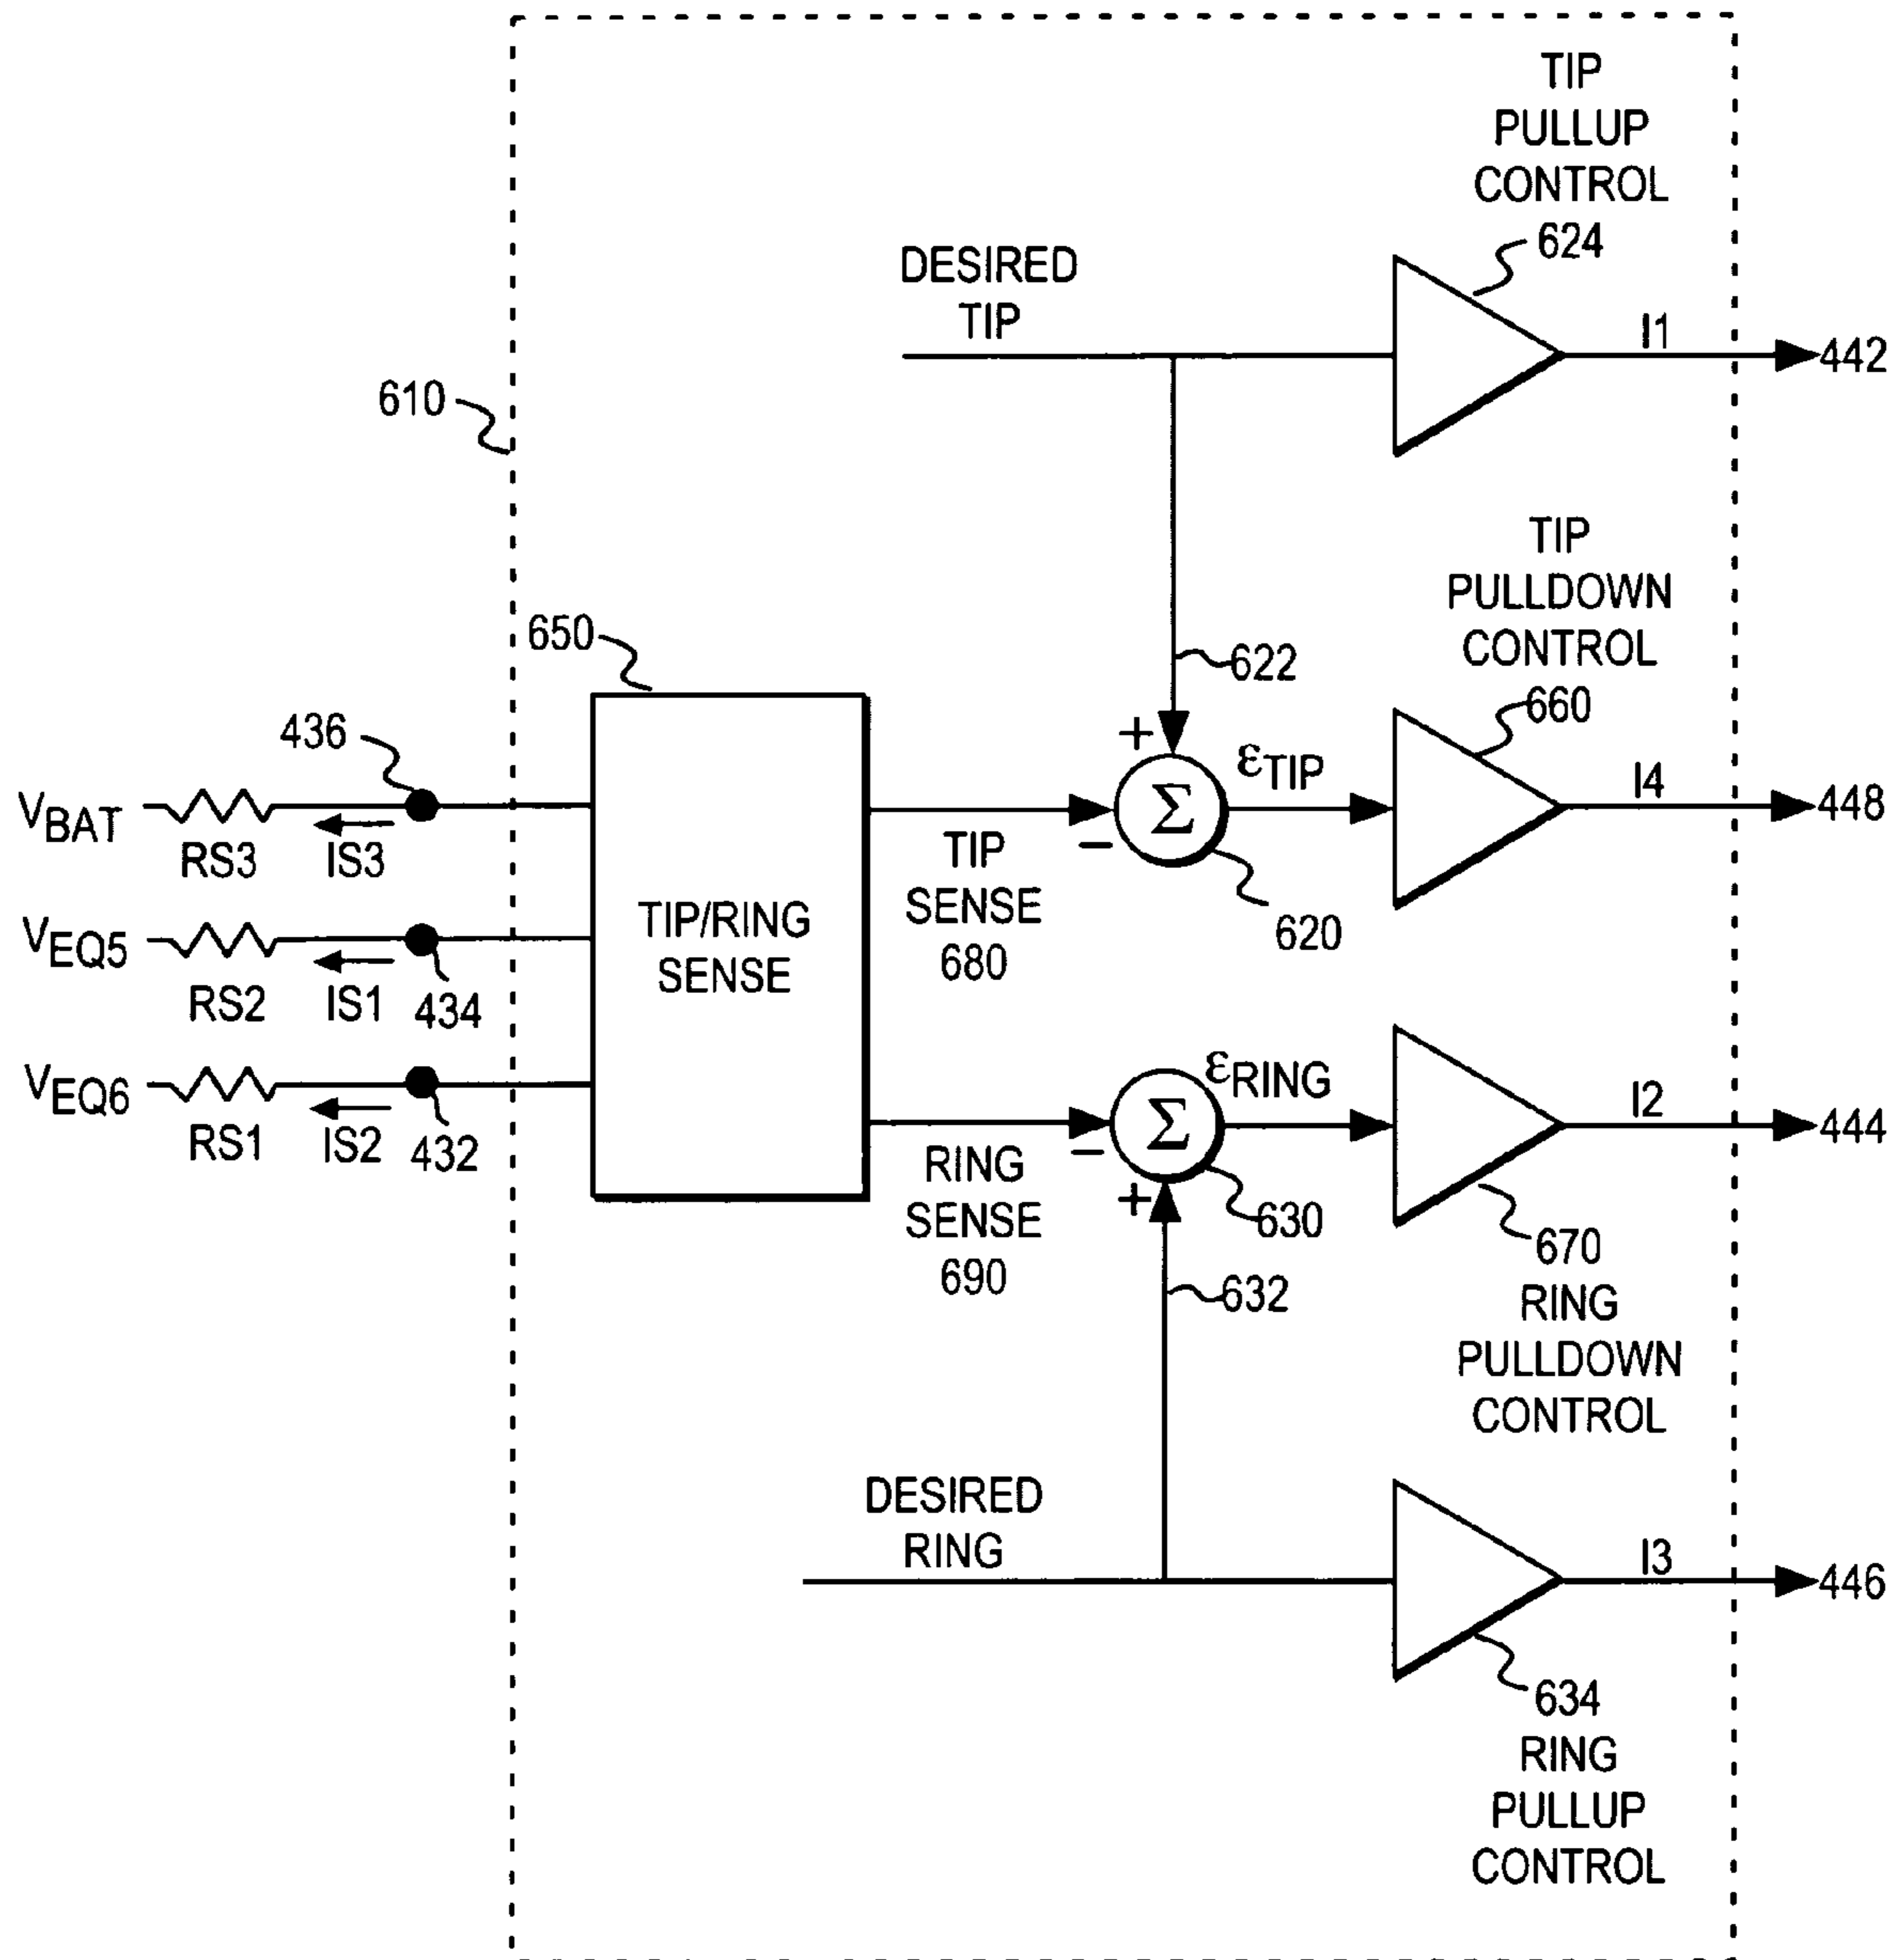 TIP
PULLUP
CONTROL
624
DESIRED
TIP
I1
442
610
TIP
PULLDOWN
CONTROL
660
650
622
436
+
εTIP
I4
448
VBAT
Σ
RS3
IS3
−
TIP
SENSE
680
620
TIP/RING
SENSE
VEQ5
RS2
IS1
434
εRING
I2
444
VEQ6
Σ
RS1
IS2
432
−
RING
SENSE
690
+
630
670
RING
PULLDOWN
CONTROL
632
DESIRED
RING
I3
446
634
RING
PULLUP
CONTROL